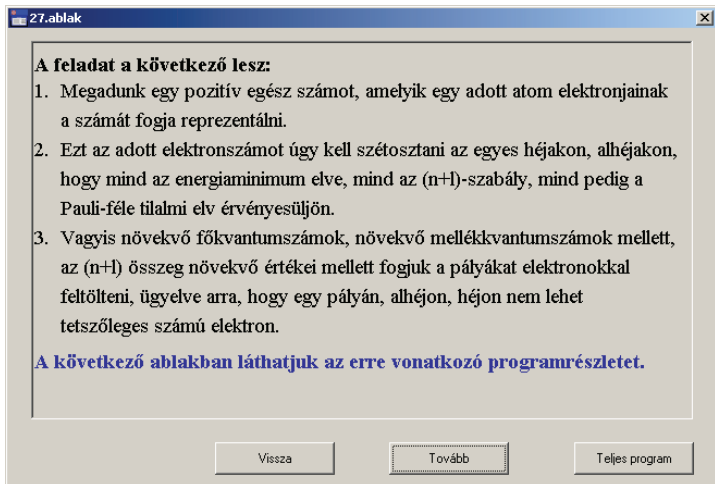 27.ablak
A feladat a következő lesz:
1. Megadunk egy pozitív egész számot, amelyik egy adott atom elektronjainak
a számát fogja reprezentálni.
2. Ezt az adott elektronszámot úgy kell szétosztani az egyes héjakon, alhéjakon,
hogy mind az energiaminimum elve, mind az (n+l)-szabály, mind pedig a
Pauli-féle tilalmi elv érvényesüljön.
3. Vagyis növekvő főkvantumszámok, növekvő mellékkvantumszámok mellett,
az (n+l) összeg növekvő értékei mellett fogjuk a pályákat elektronokkal
feltölteni, ügyelve arra, hogy egy pályán, alhéjon, héjon nem lehet
tetszőleges számú elektron.
A következő ablakban láthatjuk az erre vonatkozó programrészletet.
Vissza Tovább Teljes program